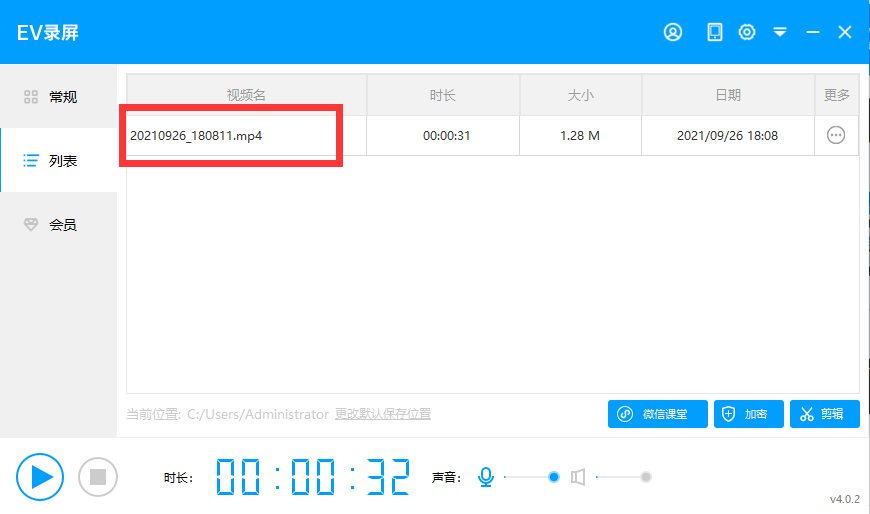 EV录屏
常规
列表
会员
视频名 时长 大小 日期 更多
20210926_180811.mp4 00:00:31 1.28 M 2021/09/26 18:08
当前位置: C:/Users/Administrator 更改默认保存位置
微信课堂 加密 剪辑
时长: 00:00:32 声音:
v4.0.2